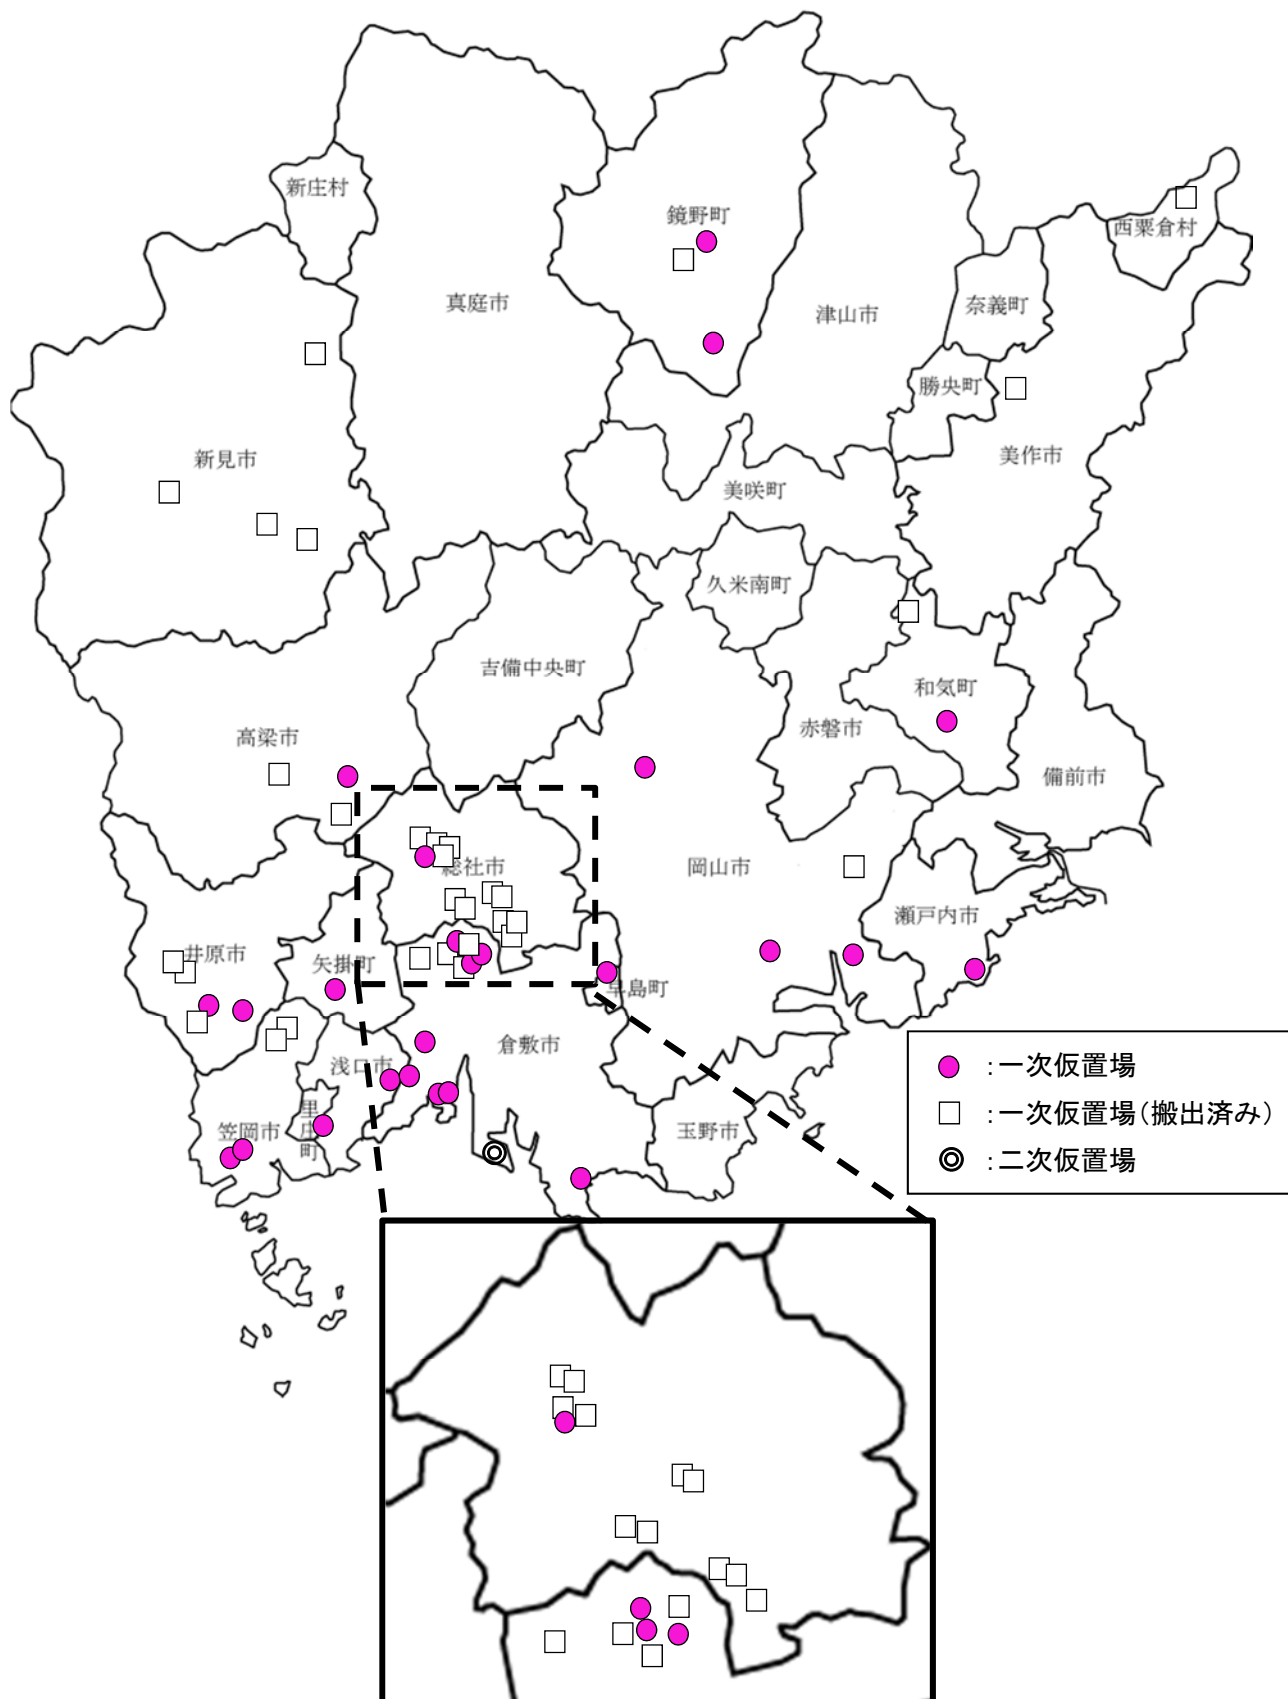 新庄村
鏡野町
西粟倉村
真庭市
津山市
奈義町
勝央町
新見市
美作市
美咲町
久米南町
吉備中央町
和気町
高梁市
赤磐市
備前市
総社市
岡山市
瀬戸内市
井原市
矢掛町
早島町
倉敷市
浅口市
里庄町
笠岡市
玉野市
：一次仮置場
：一次仮置場（搬出済み）
：二次仮置場